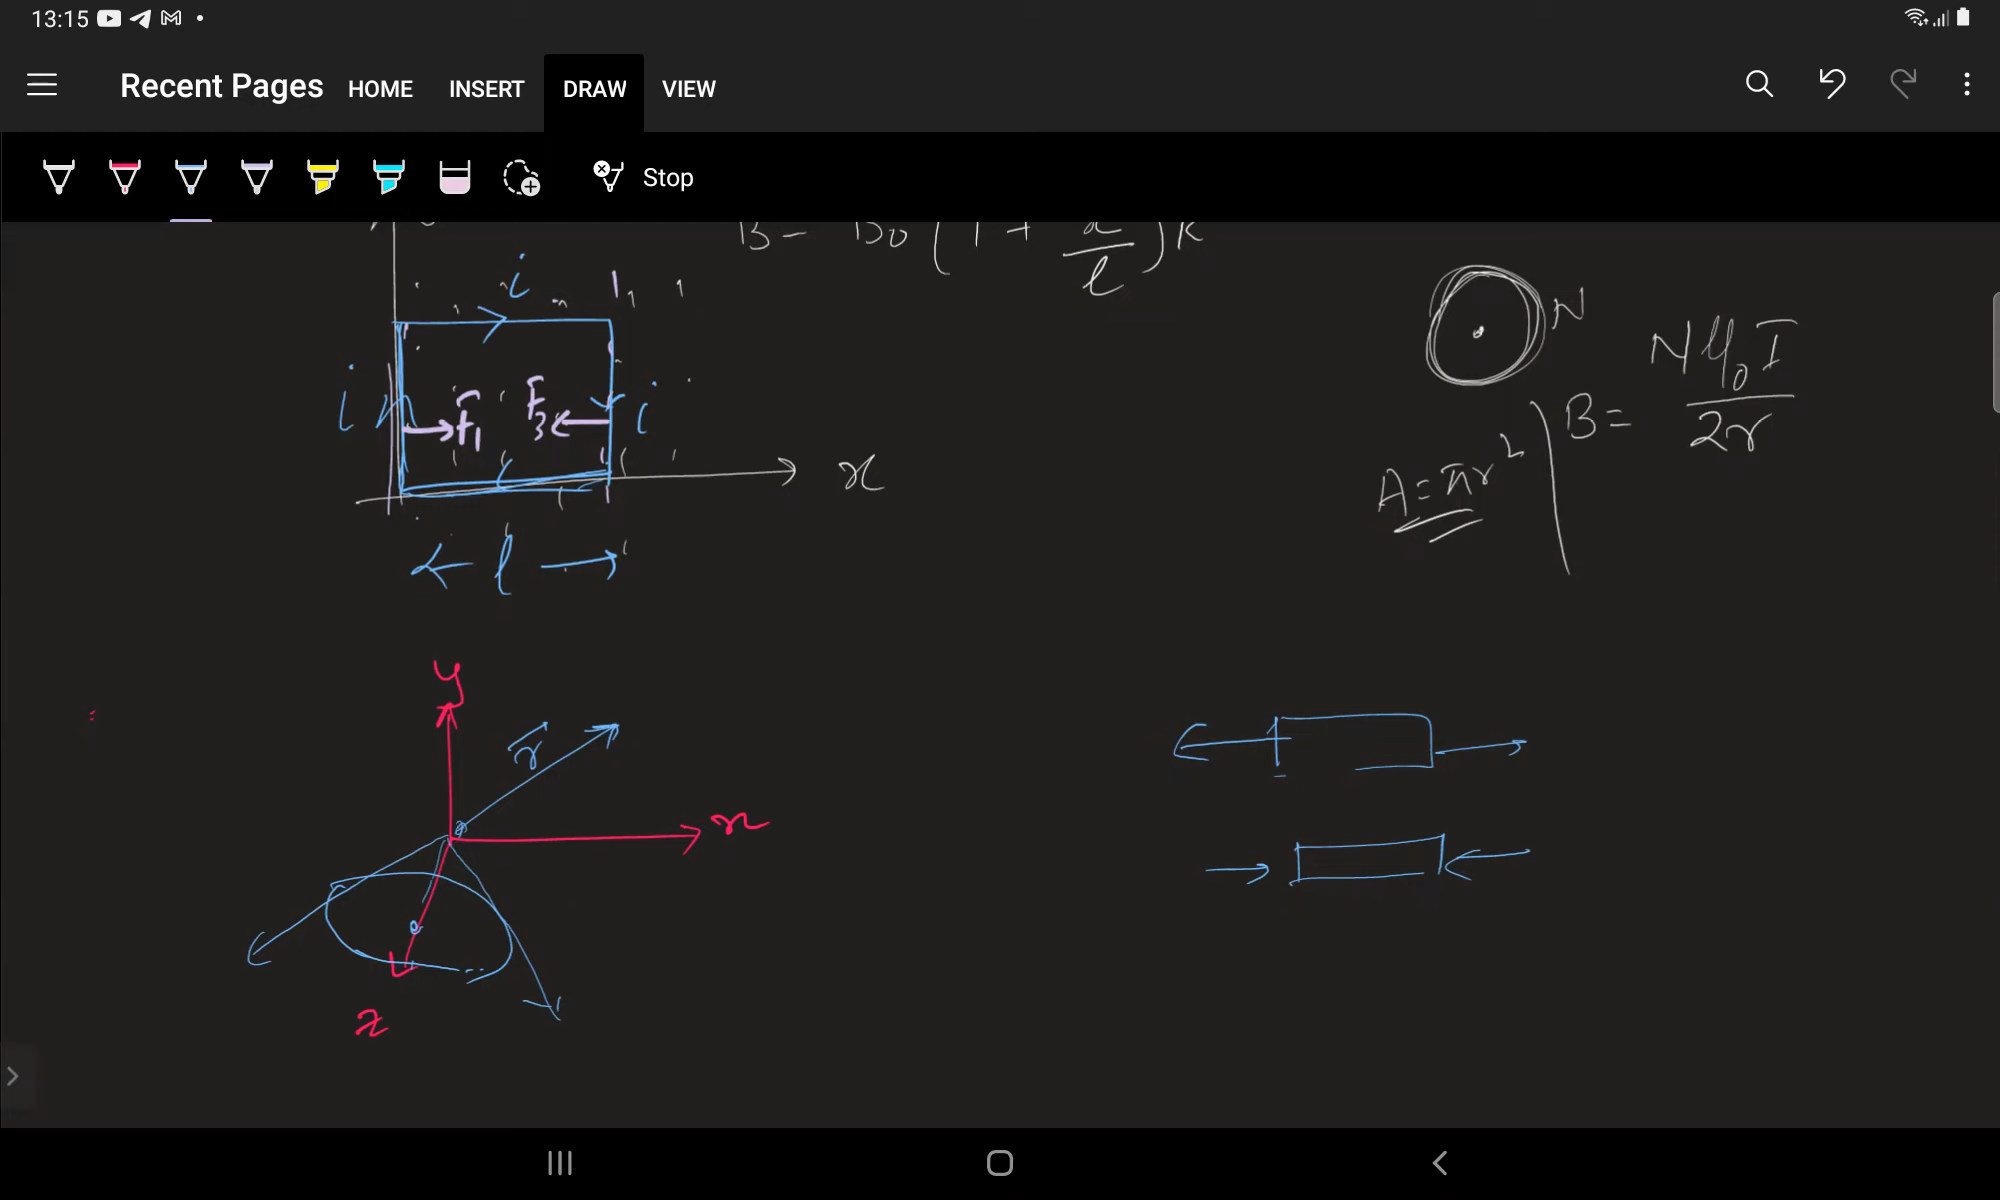 13:15
Recent Pages HOME INSERT DRAW VIEW
Stop
B = B0 (1 + x/l) k
i
N
i F1 F3 i
B = Nμ0I/2r
x
A = πr²
← l →
y
r
x
z